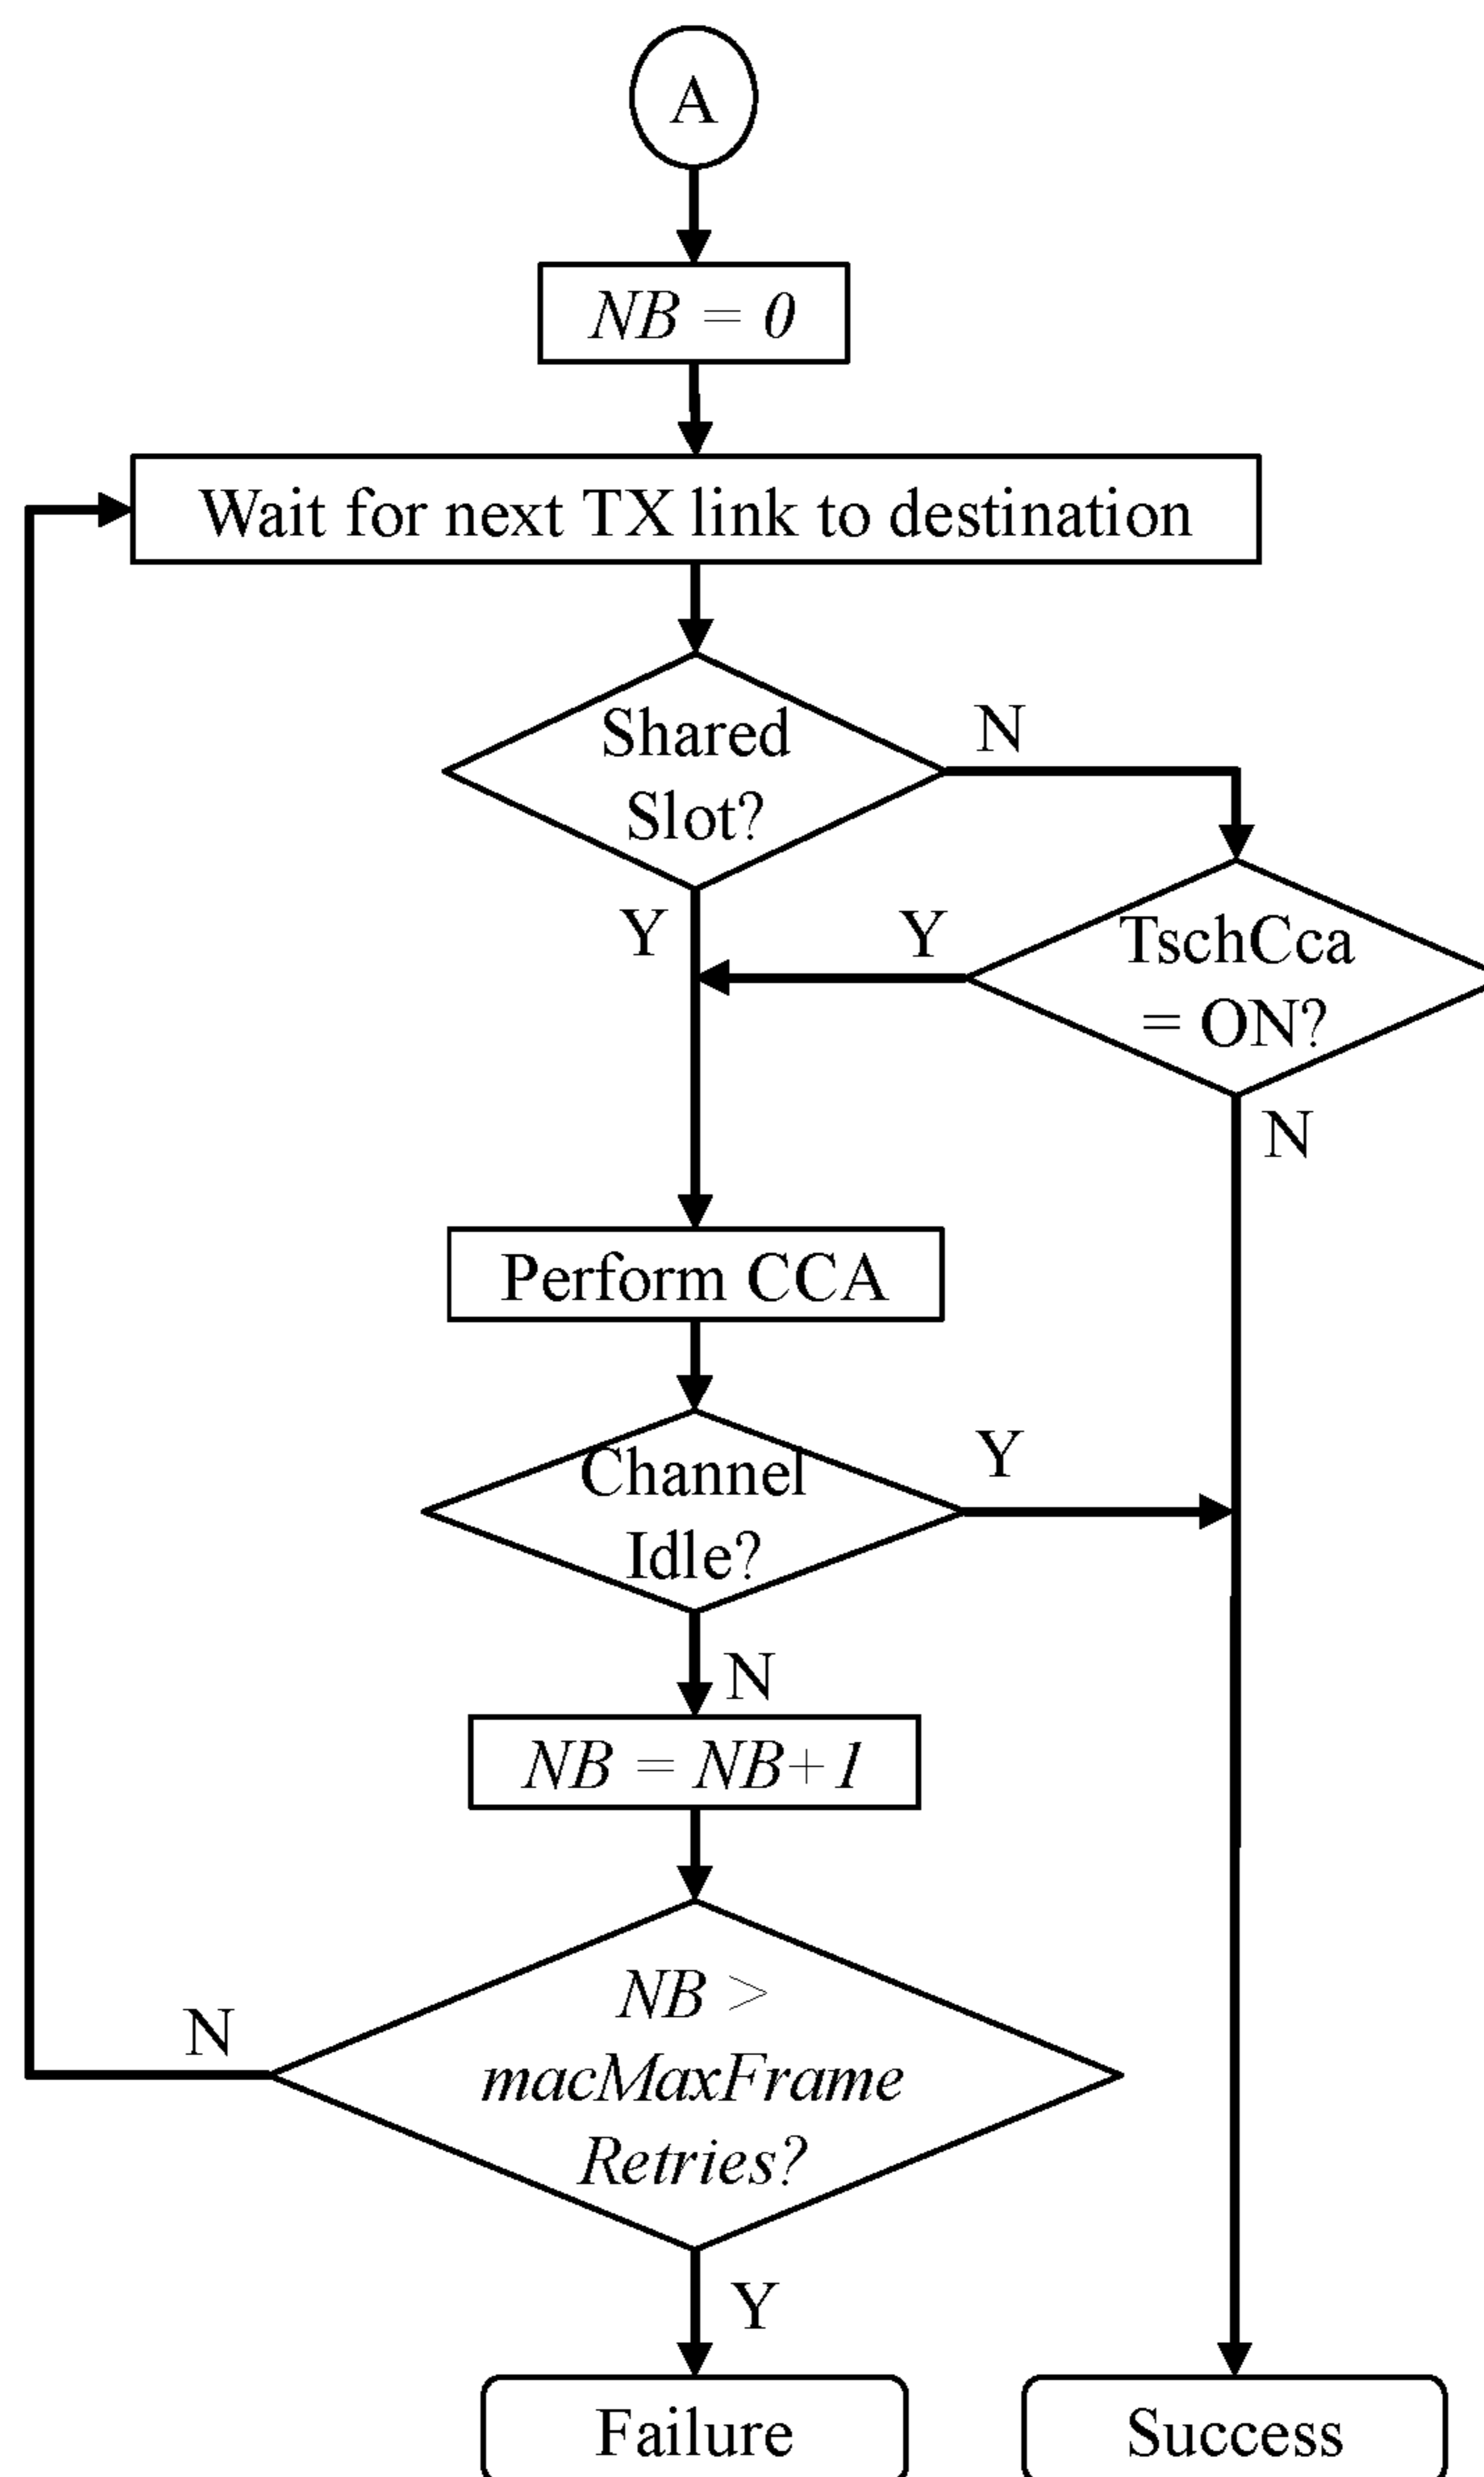 A
NB = 0
Wait for next TX link to destination
Shared
Slot?
N
Y
Y
TschCca
= ON?
N
Perform CCA
Channel
Idle?
Y
N
NB = NB+1
NB >
macMaxFrame
Retries?
N
Y
Failure
Success